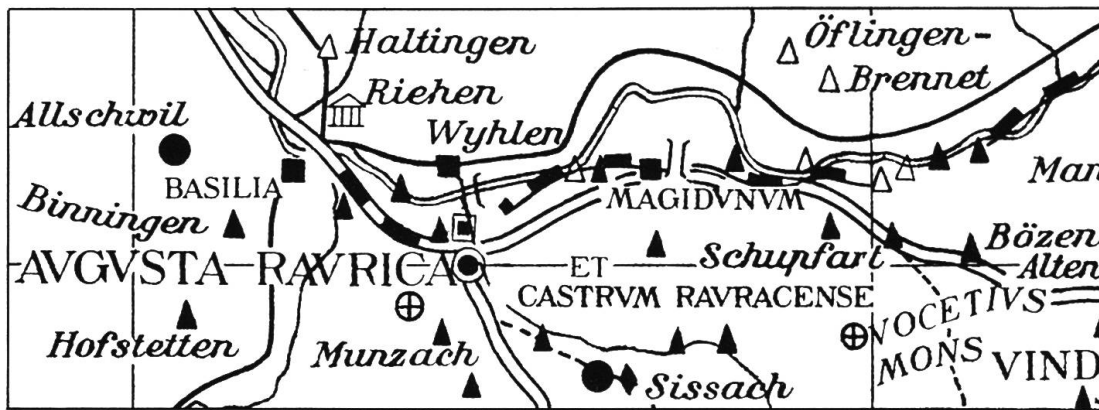 Haltingen
Öflingen-
Brennet
Riehen
Allschwil
Wyhlen
BASILIA
MAGIDVNVM
Man
Binningen
AVGVSTA RAVRICA ET
CASTRVM RAVRACENSE
Schupfart
Bözen
Alten
VOCETIVS
MONS
Hofstetten
Munzach
Sissach
VIND